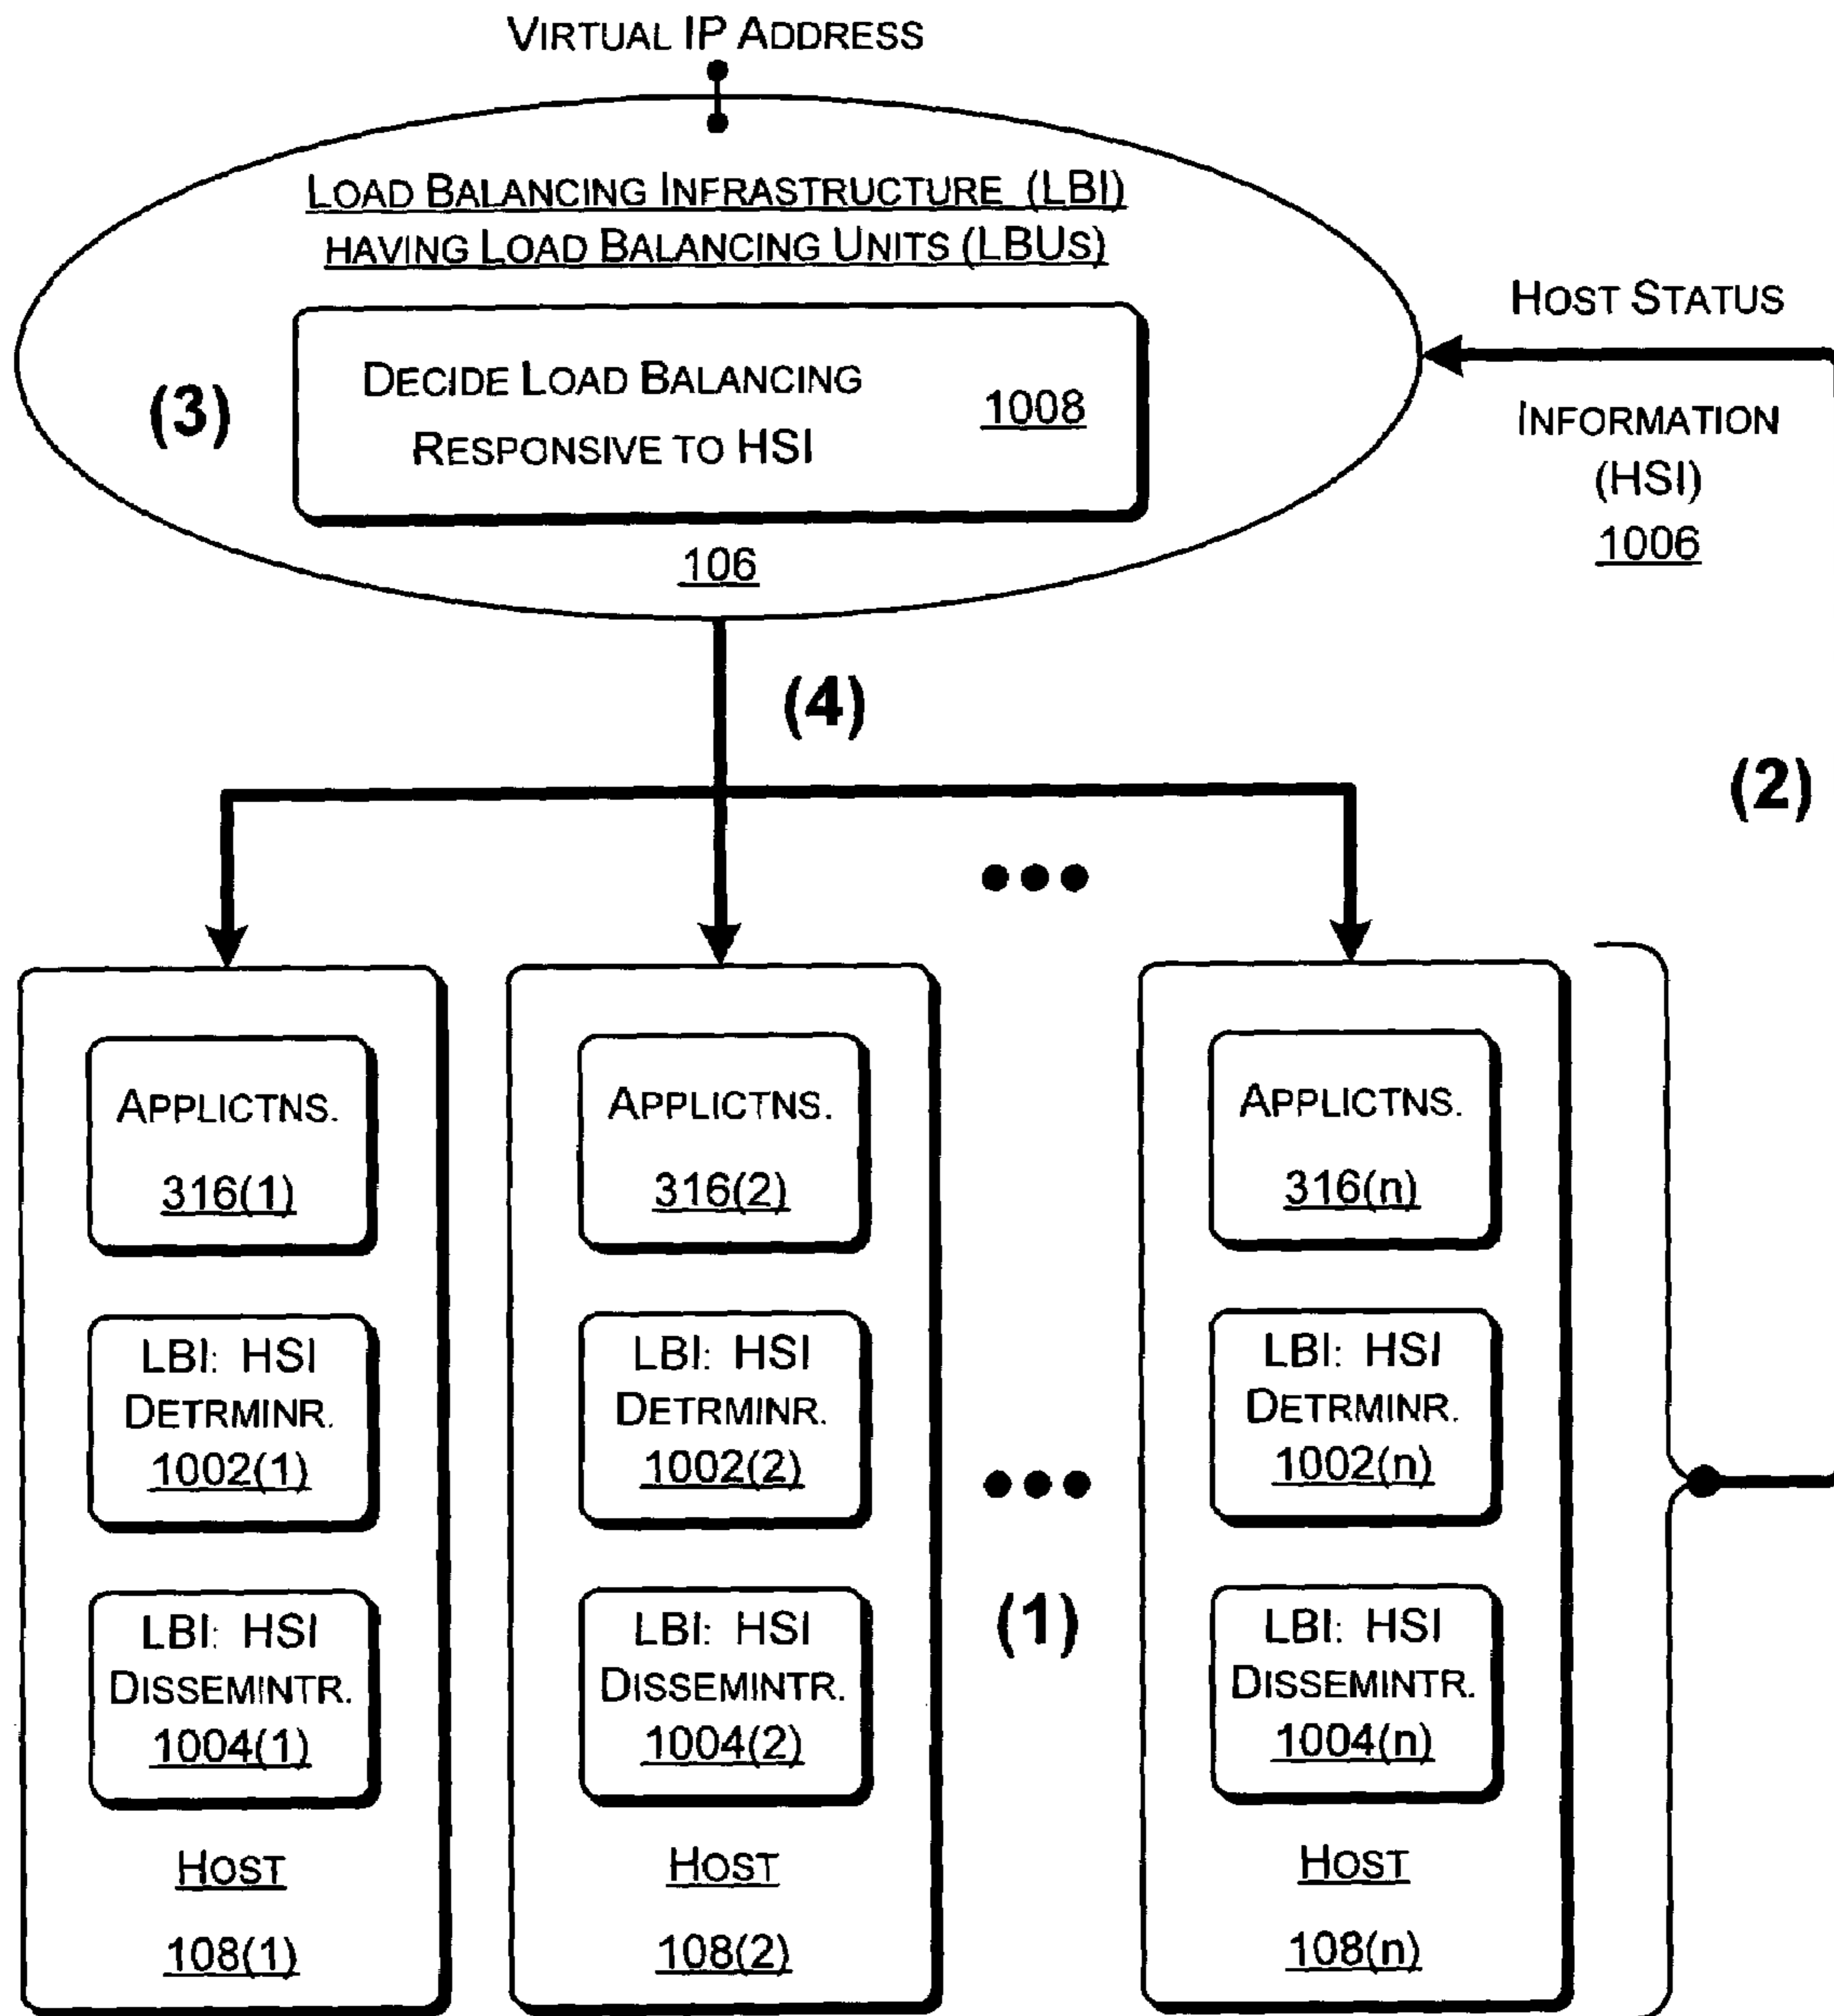 VIRTUAL IP ADDRESS
LOAD BALANCING INFRASTRUCTURE (LBI)
HAVING LOAD BALANCING UNITS (LBUS)
(3)
DECIDE LOAD BALANCING
RESPONSIVE TO HSI
1008
106
HOST STATUS
INFORMATION
(HSI)
1006
(4)
(2)
APPLICTNS.
316(1)
LBI: HSI
DETRMINR.
1002(1)
LBI: HSI
DISSEMINTR.
1004(1)
HOST
108(1)
APPLICTNS.
316(2)
LBI: HSI
DETRMINR.
1002(2)
LBI: HSI
DISSEMINTR.
1004(2)
HOST
108(2)
(1)
APPLICTNS.
316(n)
LBI: HSI
DETRMINR.
1002(n)
LBI: HSI
DISSEMINTR.
1004(n)
HOST
108(n)